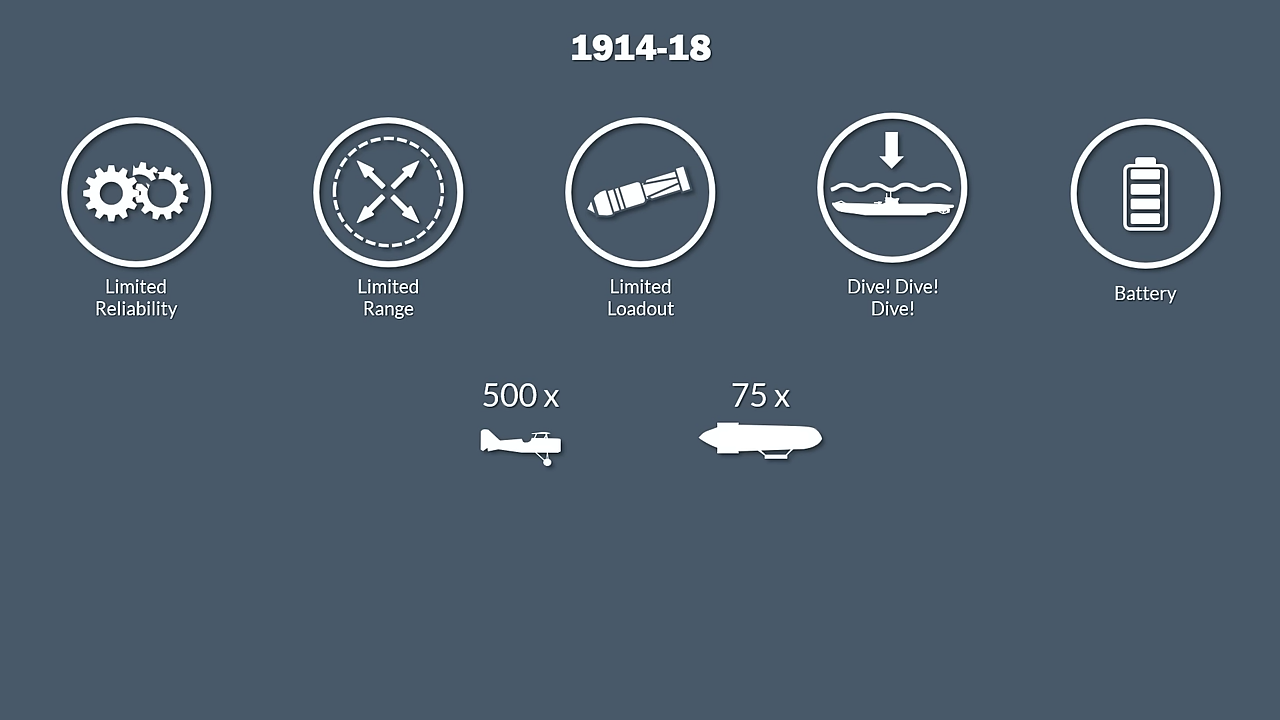 1914-18
Limited
Reliability
Limited
Range
Limited
Loadout
Dive! Dive!
Dive!
Battery
500 x
75 x